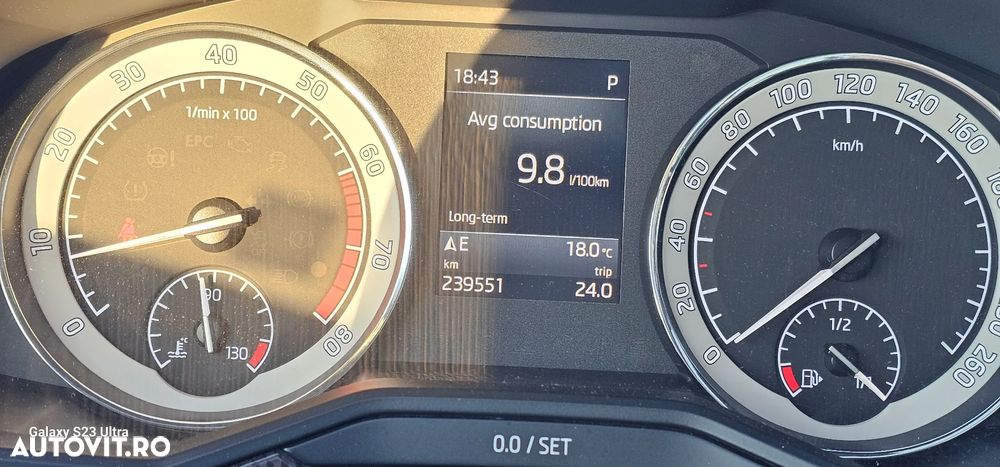 0 10 20 30 40 50 60 70 80
1/min x 100
EPC
90
130
°C
18:43 P
Avg consumption
9.8 l/100km
Long-term
E 18.0 °C
km trip
239551 24.0
0 20 40 60 80 100 120 140 160
260
km/h
1/2
1/1
0.0 / SET
Galaxy S23 Ultra
AUTOVIT.RO